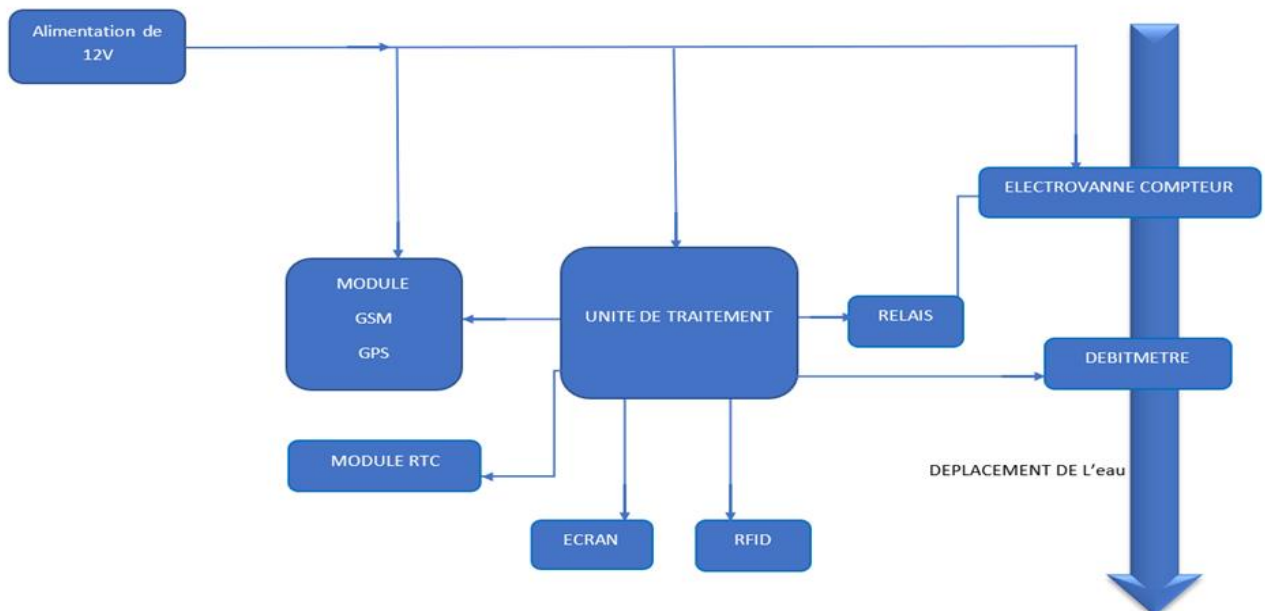 Alimentation de
12V
ELECTROVANNE COMPTEUR
MODULE
GSM
GPS
UNITE DE TRAITEMENT
RELAIS
DEBITMETRE
MODULE RTC
DEPLACEMENT DE L'eau
ECRAN
RFID